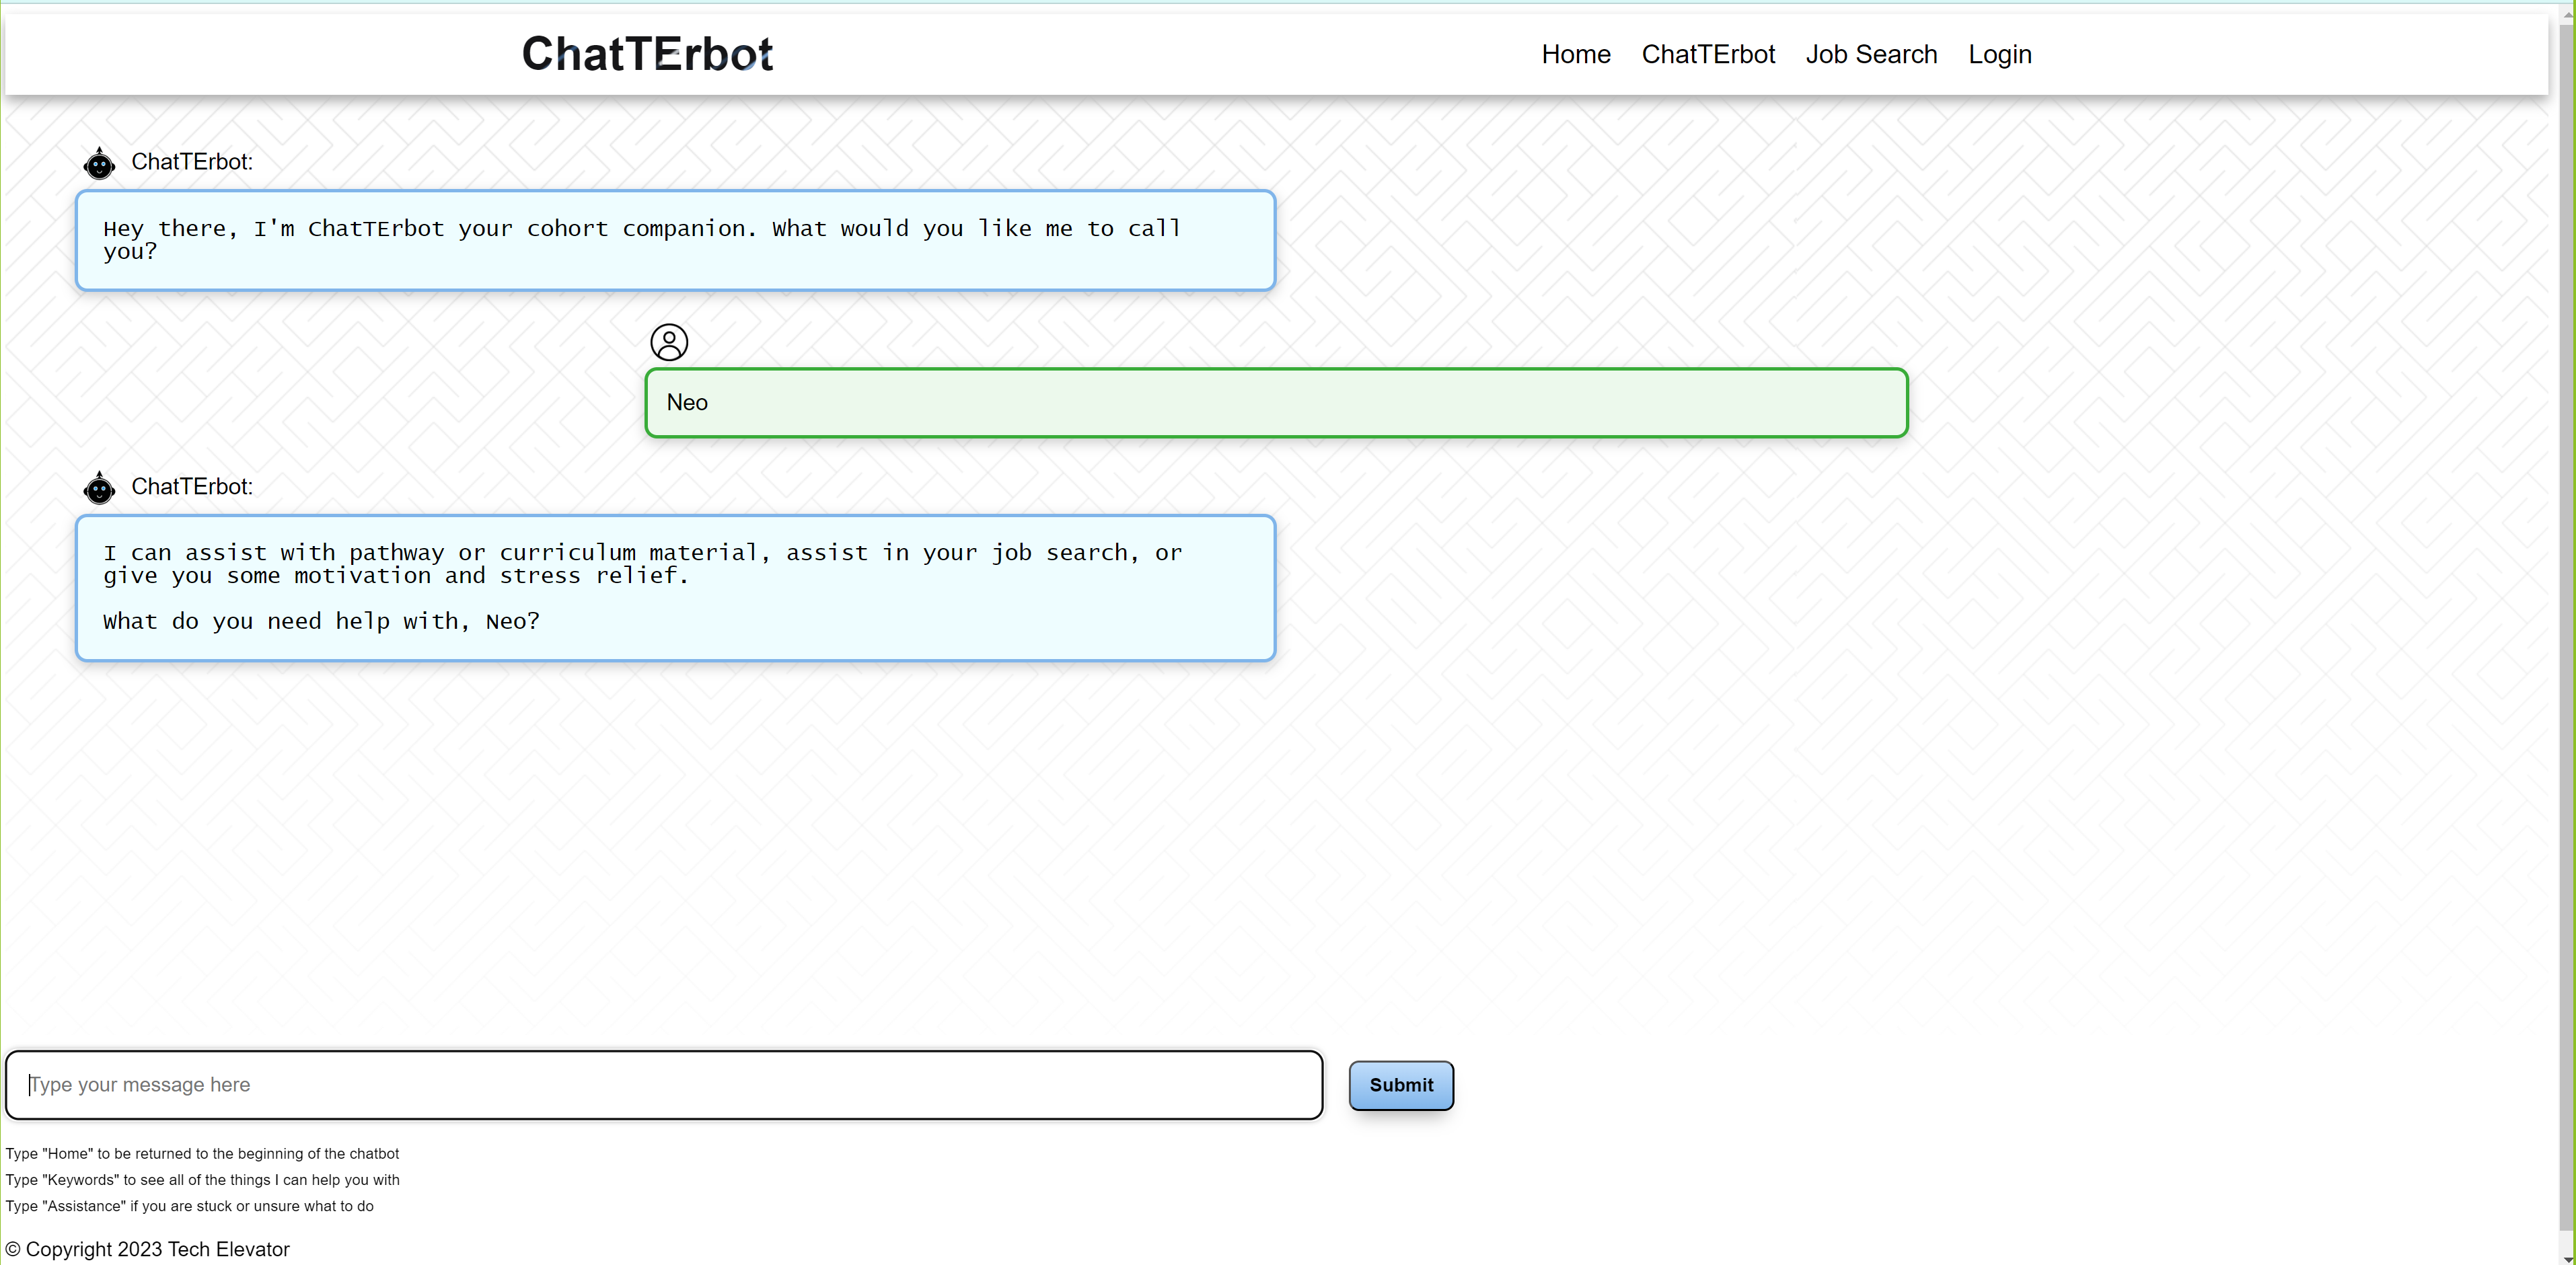 ChatTErbot
Home ChatTErbot Job Search Login
ChatTErbot:
Hey there, I'm ChatTErbot your cohort companion. What would you like me to call
you?
Neo
ChatTErbot:
I can assist with pathway or curriculum material, assist in your job search, or
give you some motivation and stress relief.
What do you need help with, Neo?
Type your message here
Submit
Type "Home" to be returned to the beginning of the chatbot
Type "Keywords" to see all of the things I can help you with
Type "Assistance" if you are stuck or unsure what to do
© Copyright 2023 Tech Elevator